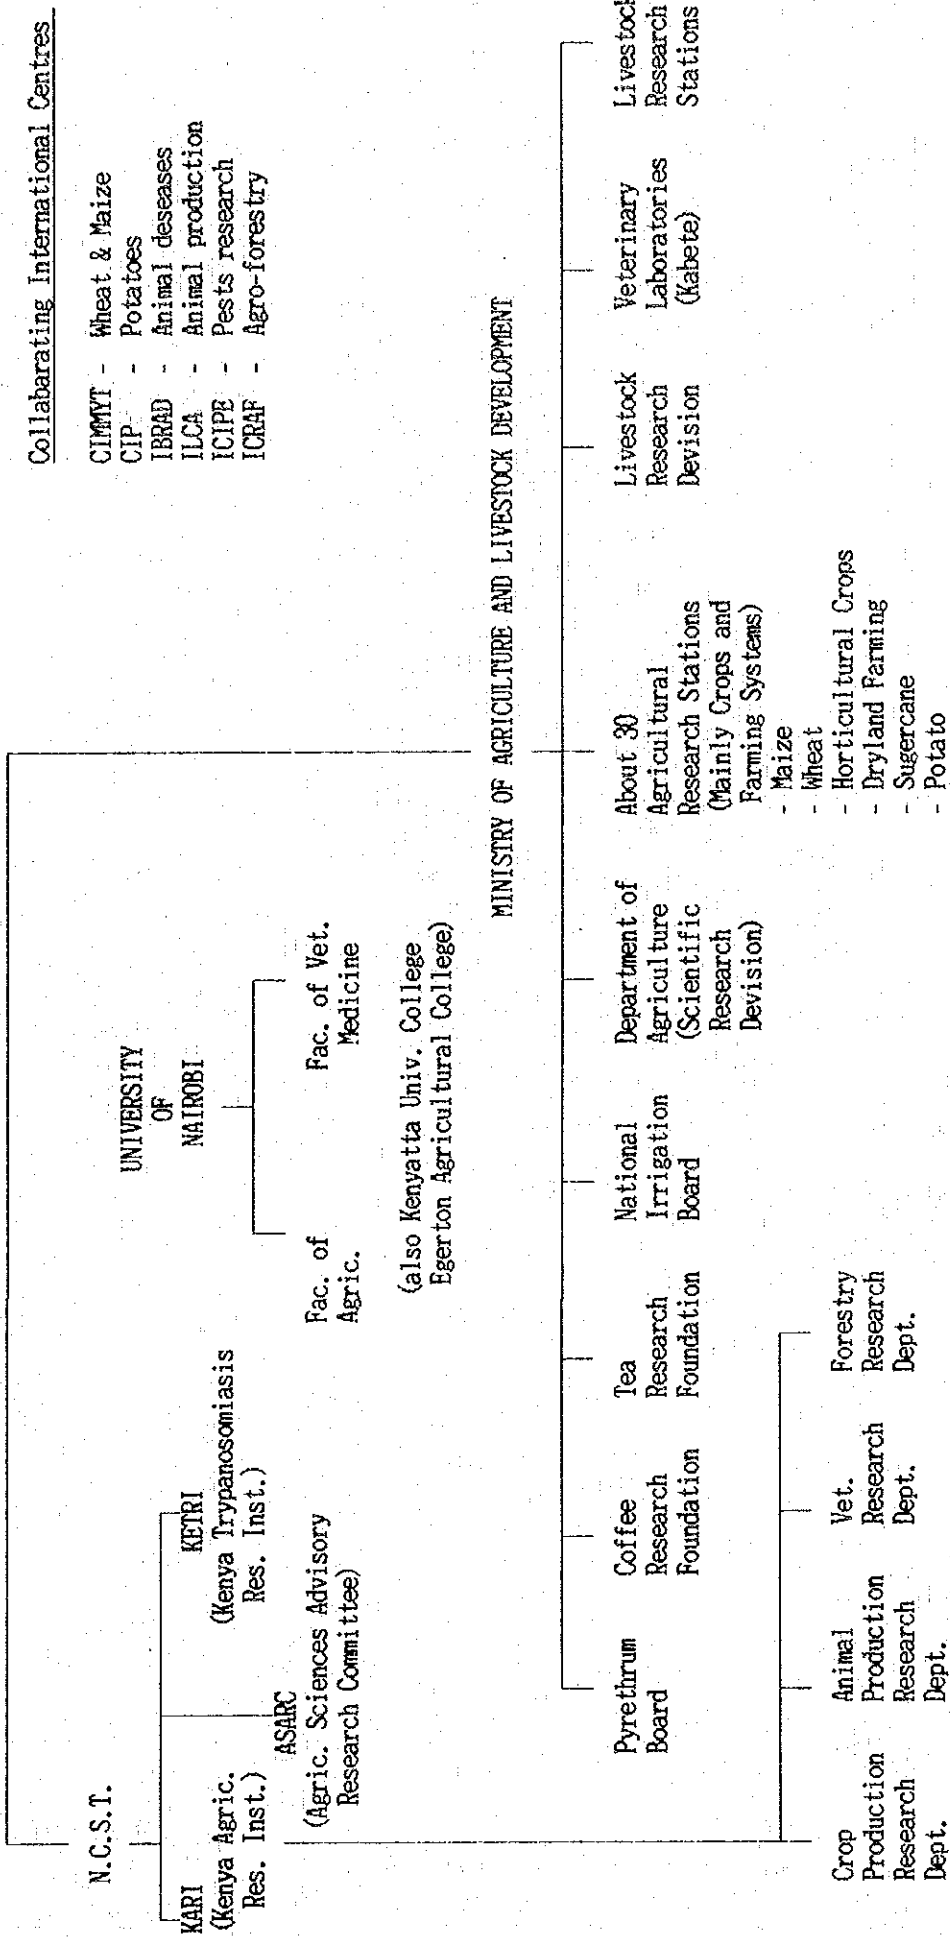 Collabarating International Centres
CIMMYT - Wheat & Maize
CIP - Potatoes
IBRAD - Animal deseases
ILCA - Animal production
ICIPE - Pests research
ICRAF - Agro-forestry
N.C.S.T.
KARI
(Kenya Agric.
Res. Inst.)
KETRI
(Kenya Trypanosomiasis
Res. Inst.)
ASARC
(Agric. Sciences Advisory
Research Committee)
UNIVERSITY
OF
NAIROBI
Fac. of
Agric.
Fac. of Vet.
Medicine
(also Kenyatta Univ. College
Egerton Agricultural College)
MINISTRY OF AGRICULTURE AND LIVESTOCK DEVELOPMENT
Pyrethrum
Board
Coffee
Research
Foundation
Tea
Research
Foundation
National
Irrigation
Board
Department of
Agriculture
(Scientific
Research
Devision)
About 30
Agricultural
Research Stations
(Mainly Crops and
Farming Systems)
- Maize
- Wheat
- Horticultural Crops
- Dryland Farming
- Sugercane
- Potato
Livestock
Research
Devision
Veterinary
Laboratories
(Kabete)
Livestock
Research
Stations
Crop
Production
Research
Dept.
Animal
Production
Research
Dept.
Vet.
Research
Dept.
Forestry
Research
Dept.